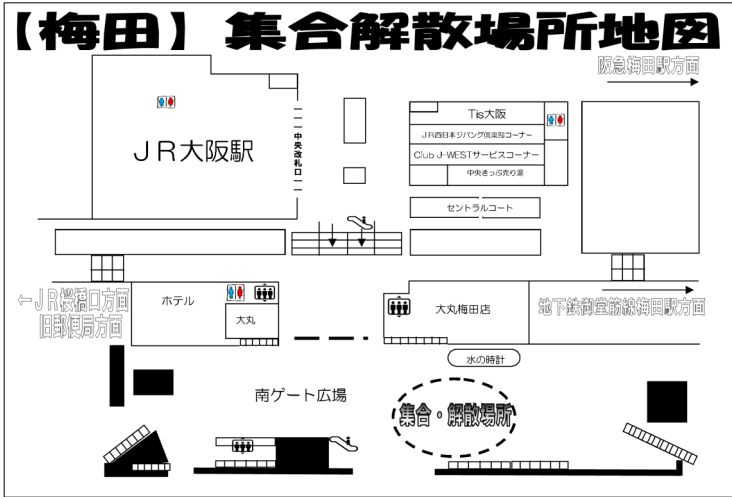 【梅田】集合解散場所地図
阪急梅田駅方面
JR大阪駅
中央改札口
Tis大阪
JR西日本ジパング倶楽部コーナー
Club J-WESTサービスコーナー
中央きっぷ売り場
セントラルコート
←JR桜橋口方面
旧郵便局方面
ホテル
大丸
大丸梅田店
地下鉄御堂筋線梅田駅方面
水の時計
南ゲート広場
集合・解散場所